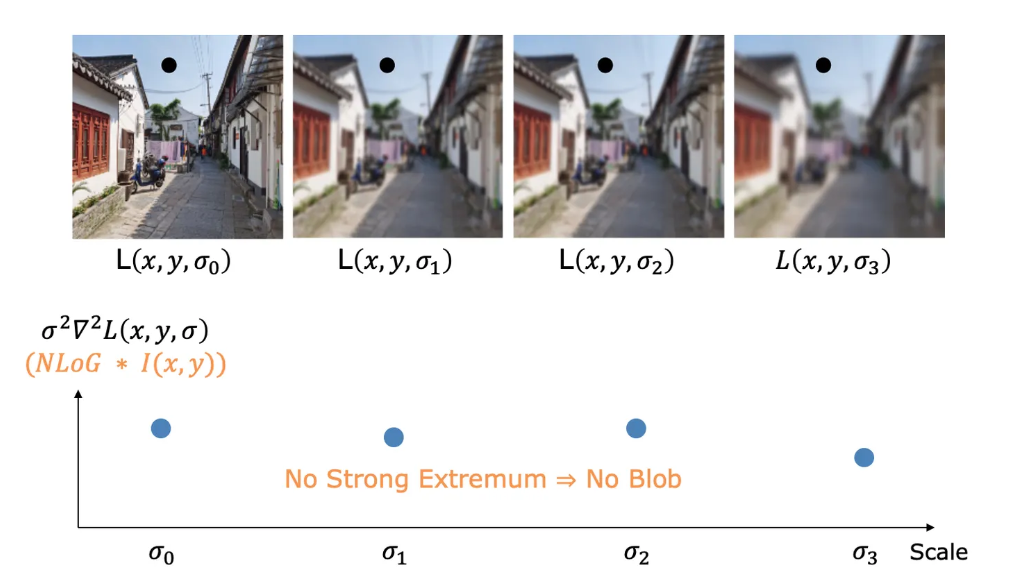 L(x, y, σ₀) L(x, y, σ₁) L(x, y, σ₂) L(x, y, σ₃)
σ²∇²L(x, y, σ)
(NLoG * I(x, y))
No Strong Extremum ⇒ No Blob
σ₀ σ₁ σ₂ σ₃ Scale